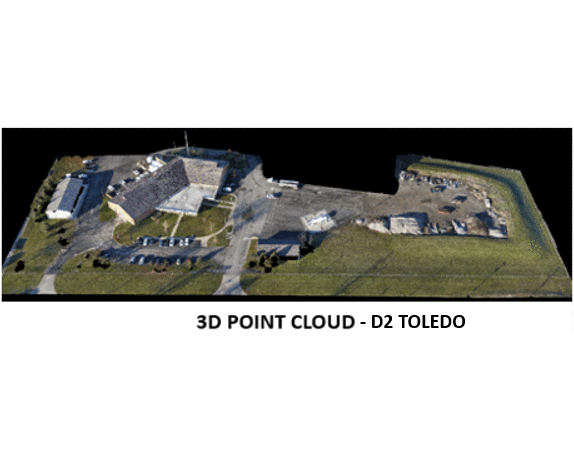 3D POINT CLOUD - D2 TOLEDO